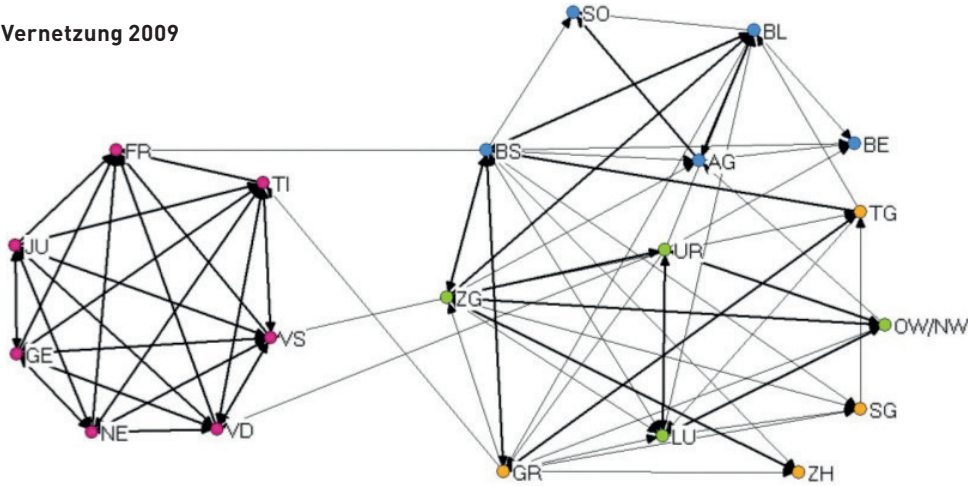 Vernetzung 2009
SO
BL
FR
BS
AG
BE
TI
TG
JU
UR
ZG
OW/NW
VS
GE
SG
NE
VD
LU
GR
ZH